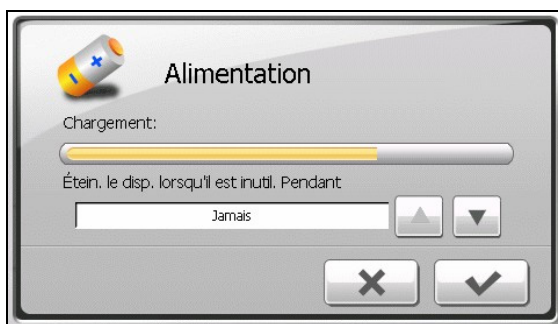 Alimentation
Chargement:
Étein. le disp. lorsqu'il est inutil. Pendant
Jamais